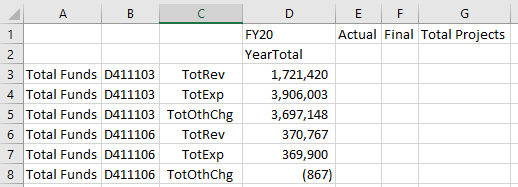 A B C D E F G
1 FY20 Actual Final Total Projects
2 YearTotal
3 Total Funds D411103 TotRev 1,721,420
4 Total Funds D411103 TotExp 3,906,003
5 Total Funds D411103 TotOthChg 3,697,148
6 Total Funds D411106 TotRev 370,767
7 Total Funds D411106 TotExp 369,900
8 Total Funds D411106 TotOthChg (867)